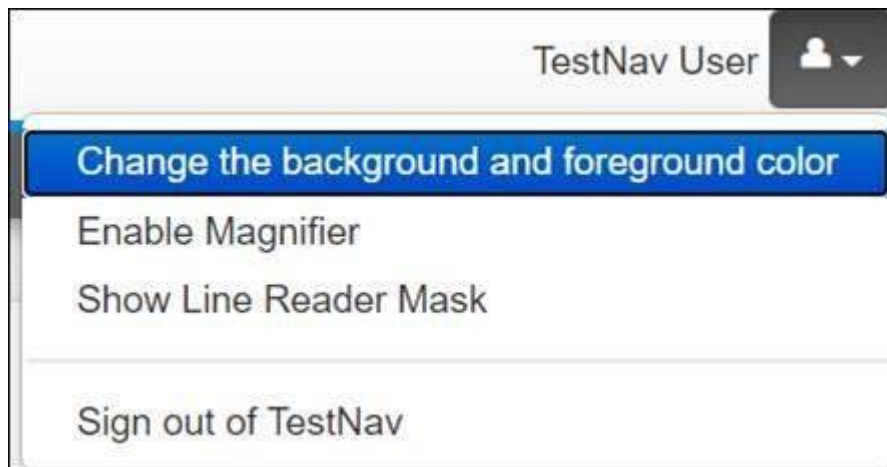 TestNav User
Change the background and foreground color
Enable Magnifier
Show Line Reader Mask
Sign out of TestNav